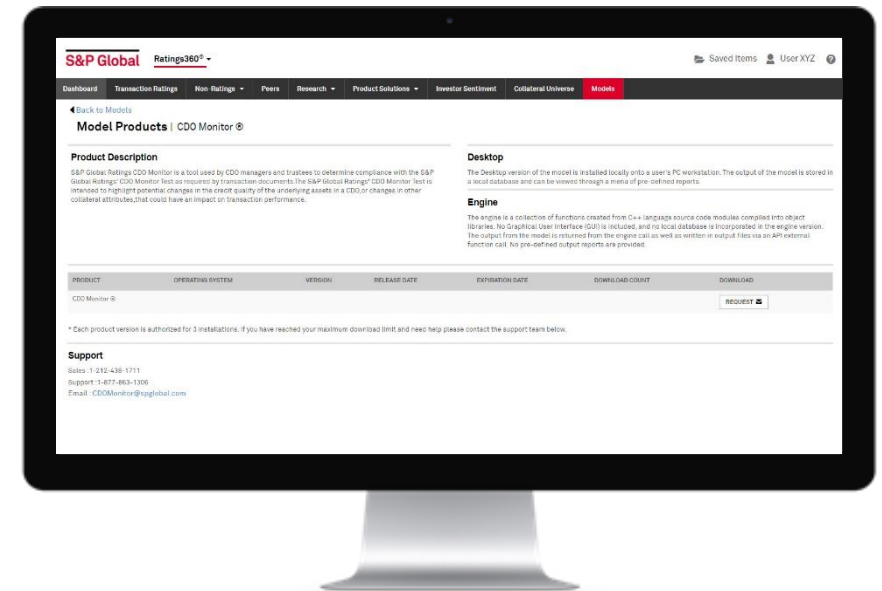 S&P Global Ratings360® Saved Items User XYZ
Dashboard Transaction Ratings Non-Ratings Peers Research Product Solutions Investor Sentiment Collateral Universe Models
Back to Models
Model Products | CDO Monitor ®
Product Description
S&P Global Ratings CDO Monitor is a tool used by CDO managers and trustees to determine compliance with the S&P
Global Ratings' CDO Monitor Test as required by transaction documents.The S&P Global Ratings' CDO Monitor Test is
intended to highlight potential changes in the credit quality of the underlying assets in a CDO,or changes in other
collateral attributes,that could have an impact on transaction performance.
Desktop
The Desktop version of the model is installed locally onto a user's PC workstation. The output of the model is stored in
a local database and can be viewed through a menu of pre-defined reports.
Engine
The engine is a collection of functions created from C++ language source code modules compiled into object
libraries. No Graphical User Interface (GUI) is included, and no local database is incorporated in the engine version.
The output from the model is returned from the engine call as well as written in output files via an API external
function call. No pre-defined output reports are provided.
PRODUCT OPERATING SYSTEM VERSION RELEASE DATE EXPIRATION DATE DOWNLOAD COUNT DOWNLOAD
CDO Monitor ® REQUEST
* Each product version is authorized for 3 installations. If you have reached your maximum download limit and need help please contact the support team below.
Support
Sales :1-212-438-1711
Support :1-877-863-1306
Email : CDOMonitor@spglobal.com